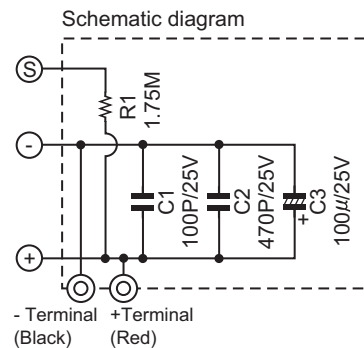 Schematic diagram
S
R1
1.75M
-
C1
100P/25V
C2
470P/25V
+
C3
100µ/25V
+
- Terminal
(Black)
+Terminal
(Red)